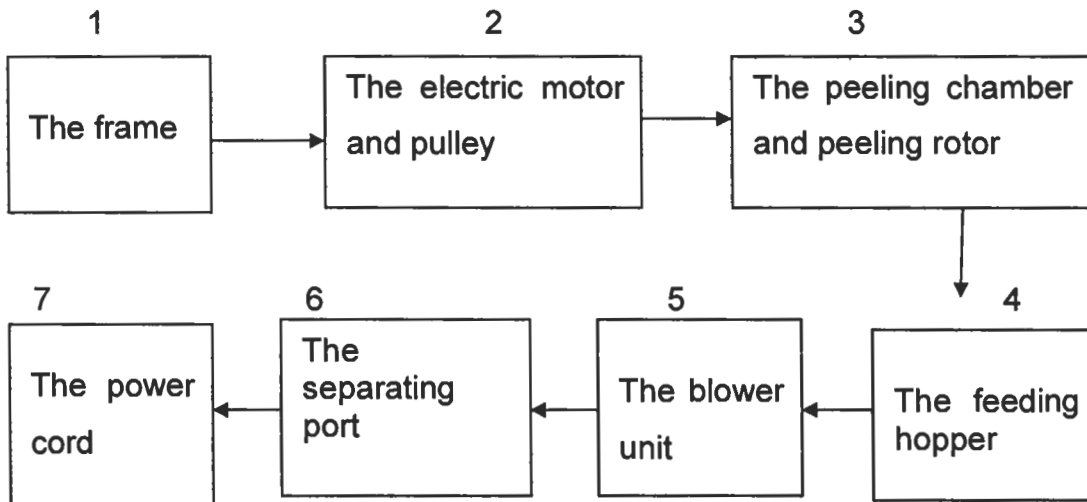 1
The frame
2
The electric motor
and pulley
3
The peeling chamber
and peeling rotor
4
The feeding
hopper
5
The blower
unit
6
The
separating
port
7
The power
cord